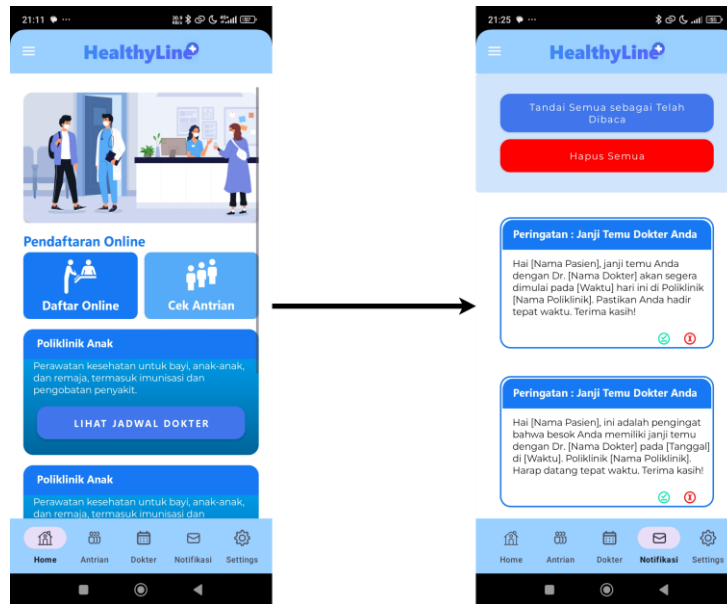 21:11
57
HealthyLine
Pendaftaran Online
Daftar Online
Cek Antrian
Poliklinik Anak
Perawatan kesehatan untuk bayi, anak-anak,
dan remaja, termasuk imunisasi dan
pengobatan penyakit.
LIHAT JADWAL DOKTER
Poliklinik Anak
Perawatan kesehatan untuk bayi, anak-anak,
dan remaja, termasuk imunisasi dan
Home
Antrian
Dokter
Notifikasi
Settings
21:25
HealthyLine
Tandai Semua sebagai Telah
Dibaca
Hapus Semua
Peringatan : Janji Temu Dokter Anda
Hai [Nama Pasien], janji temu Anda
dengan Dr. [Nama Dokter] akan segera
dimulai pada [Waktu] hari ini di Poliklinik
[Nama Poliklinik]. Pastikan Anda hadir
tepat waktu. Terima kasih!
Peringatan : Janji Temu Dokter Anda
Hai [Nama Pasien], ini adalah pengingat
bahwa besok Anda memiliki janji temu
dengan Dr. [Nama Dokter] pada [Tanggal]
di [Waktu]. Poliklinik [Nama Poliklinik].
Harap datang tepat waktu. Terima kasih!
Home
Antrian
Dokter
Notifikasi
Settings